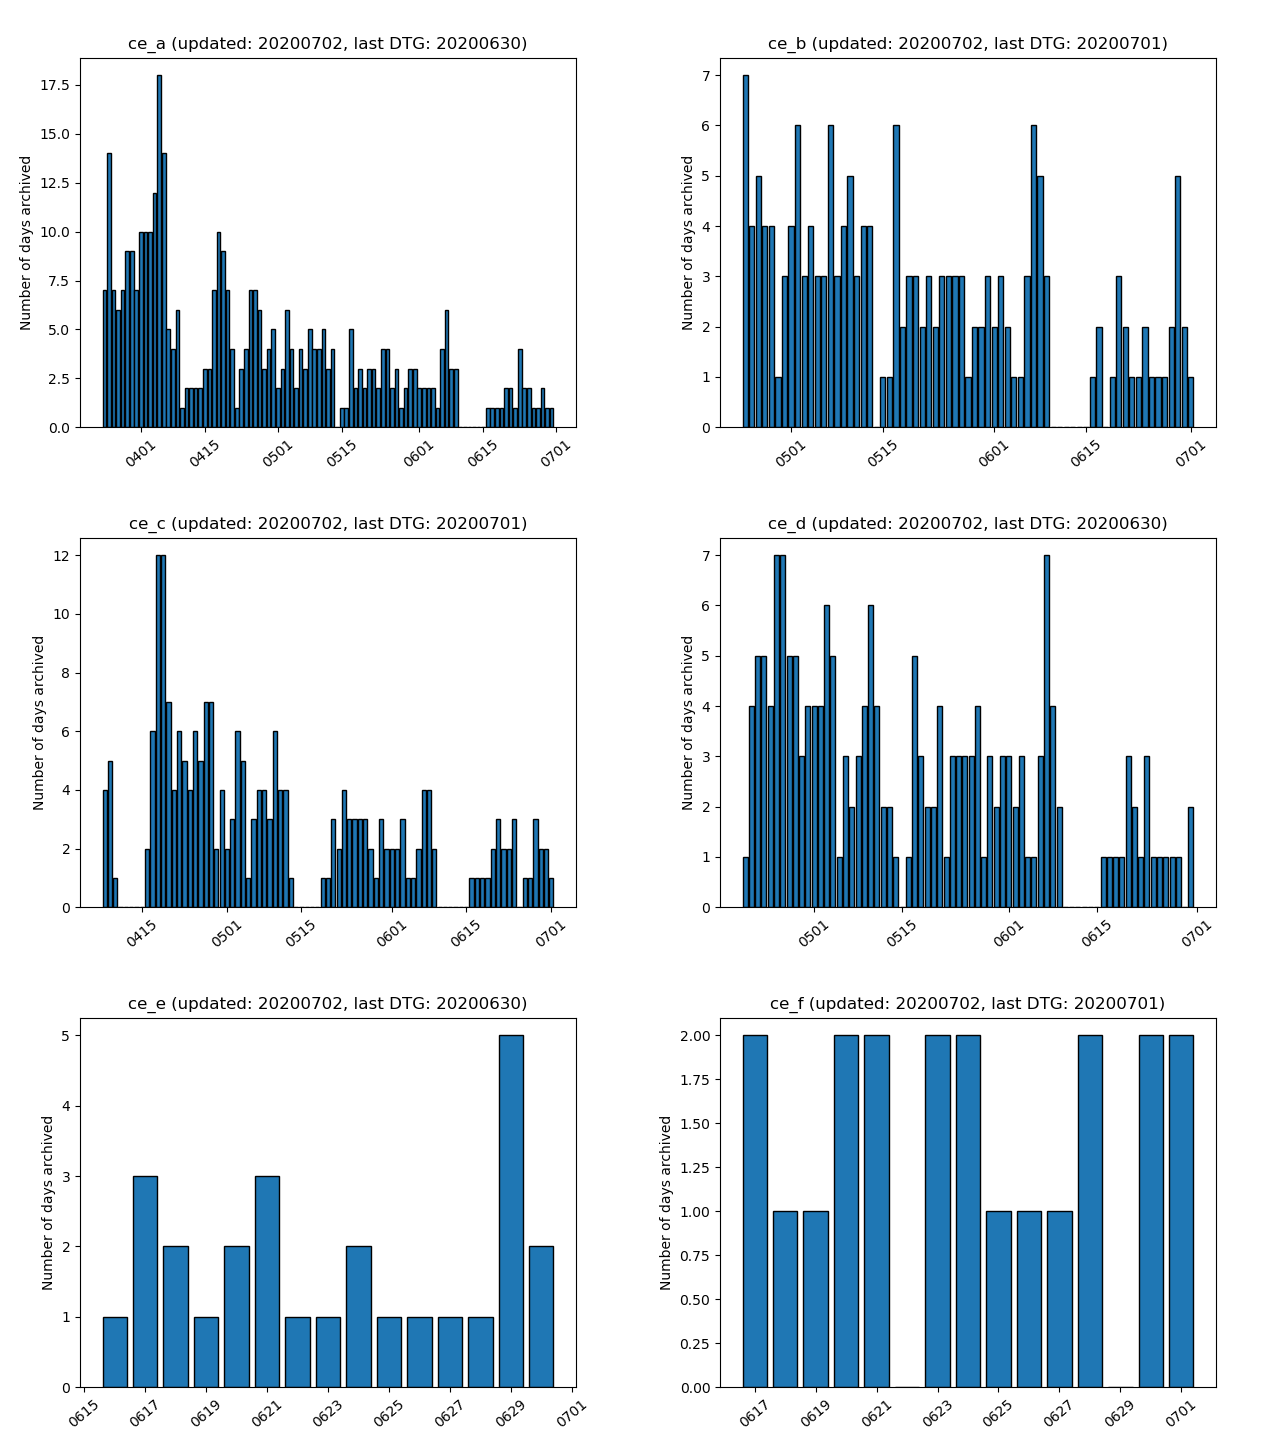 ce_a (updated: 20200702, last DTG: 20200630)
Number of days archived
17.5
15.0
12.5
10.0
7.5
5.0
2.5
0.0
0401 0415 0501 0515 0601 0615 0701
ce_b (updated: 20200702, last DTG: 20200701)
Number of days archived
7
6
5
4
3
2
1
0
0501 0515 0601 0615 0701
ce_c (updated: 20200702, last DTG: 20200701)
Number of days archived
12
10
8
6
4
2
0
0415 0501 0515 0601 0615 0701
ce_d (updated: 20200702, last DTG: 20200630)
Number of days archived
7
6
5
4
3
2
1
0
0501 0515 0601 0615 0701
ce_e (updated: 20200702, last DTG: 20200630)
Number of days archived
5
4
3
2
1
0
0615 0617 0619 0621 0623 0625 0627 0629 0701
ce_f (updated: 20200702, last DTG: 20200701)
Number of days archived
2.00
1.75
1.50
1.25
1.00
0.75
0.50
0.25
0.00
0617 0619 0621 0623 0625 0627 0629 0701